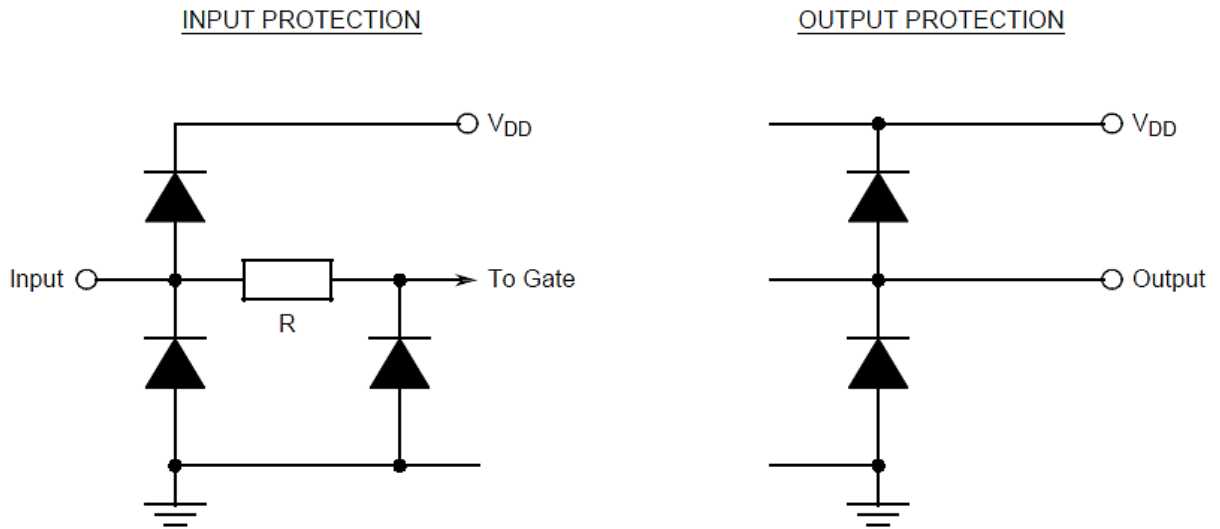 INPUT PROTECTION
OUTPUT PROTECTION
VDD
VDD
Input
To Gate
Output
R